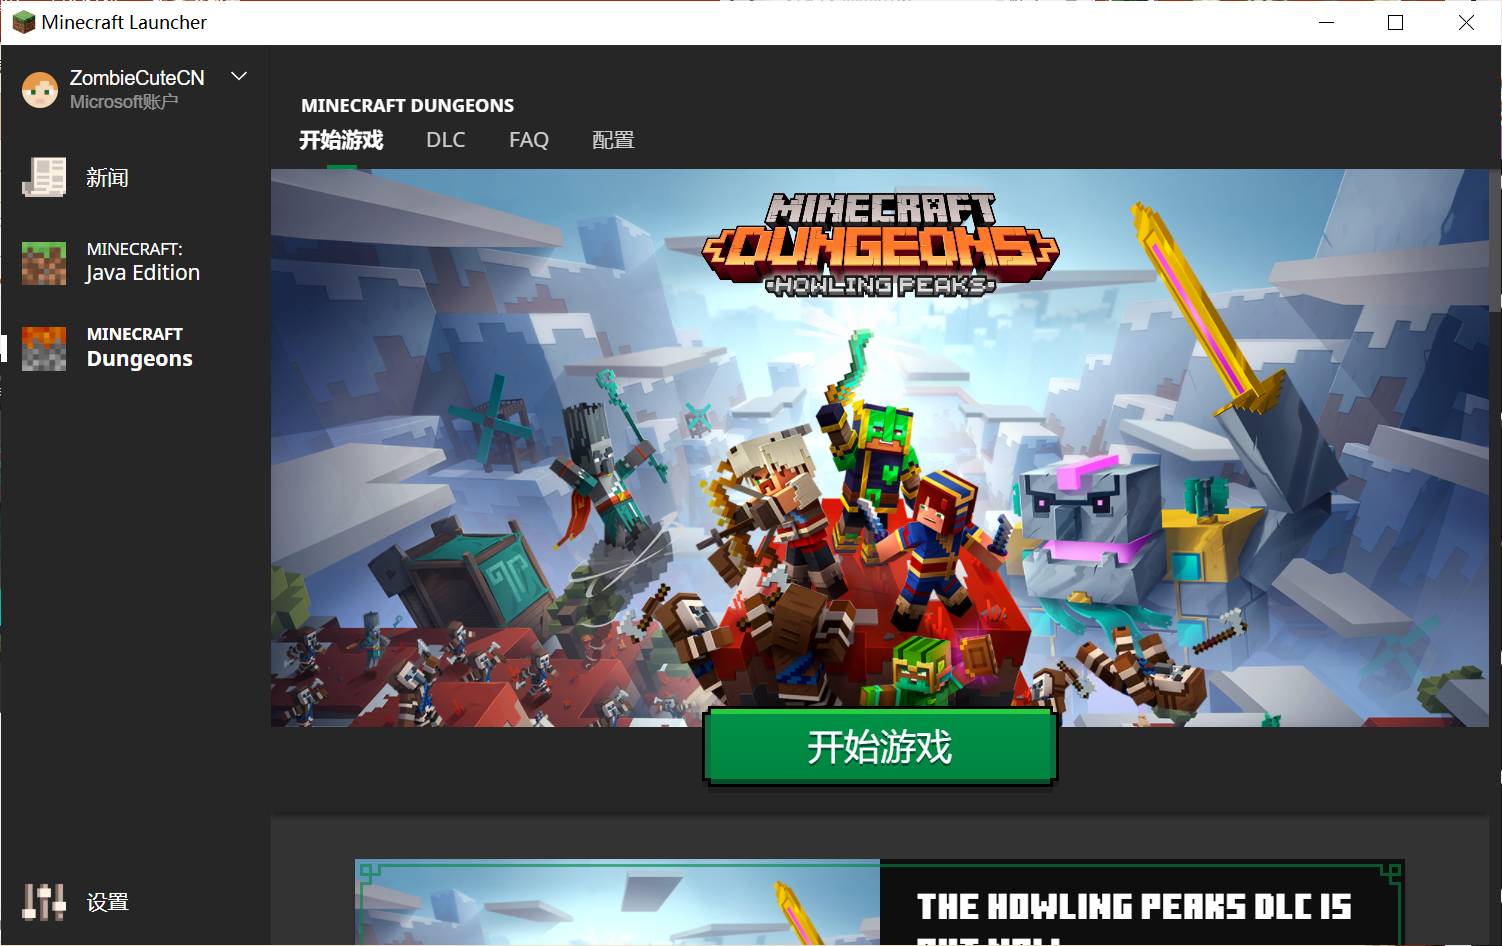 Minecraft Launcher
ZombieCuteCN
Microsoft账户
新闻
MINECRAFT:
Java Edition
MINECRAFT
Dungeons
设置
MINECRAFT DUNGEONS
开始游戏 DLC FAQ 配置
MINECRAFT
DUNGEONS
HOWLING PEAKS
开始游戏
THE HOWLING PEAKS DLC IS
OUT NOW